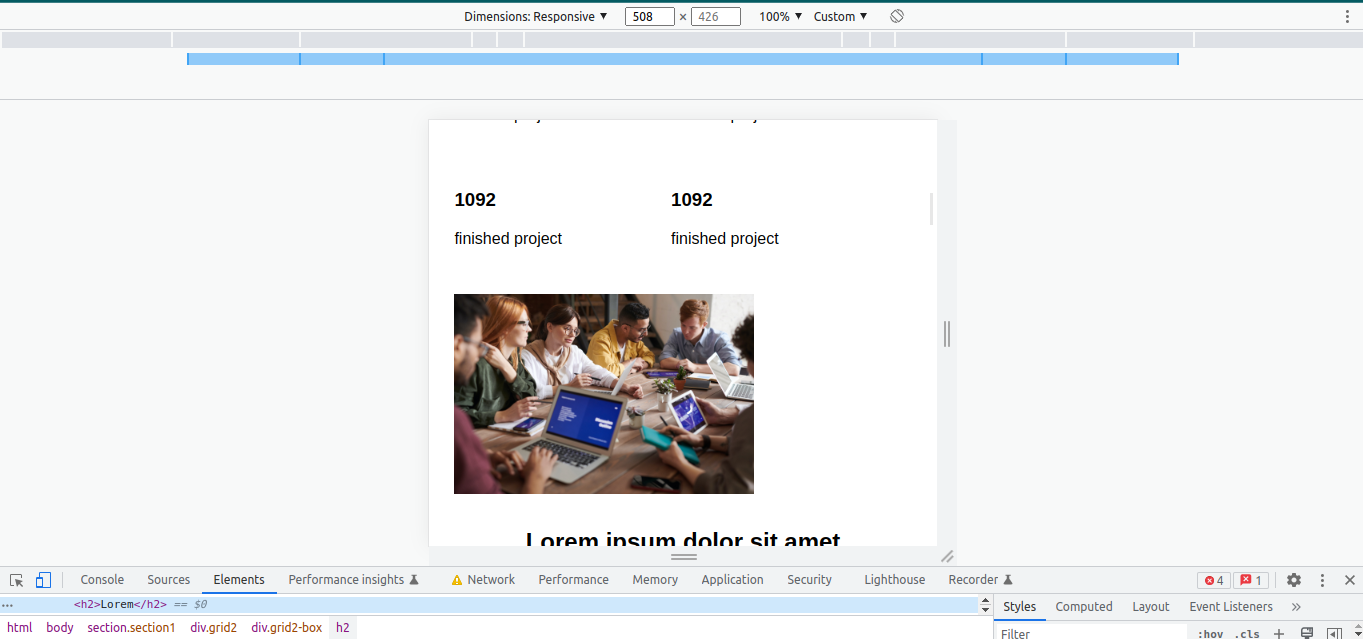 Dimensions: Responsive ▼ 508 × 426 100% ▼ Custom ▼
1092 1092
finished project finished project
Lorem ipsum dolor sit amet
Console Sources Elements Performance insights Network Performance Memory Application Security Lighthouse Recorder 4 1
... <h2>Lorem</h2> == $0
Styles Computed Layout Event Listeners »
html body section.section1 div.grid2 div.grid2-box h2
Filter :hov .cls +